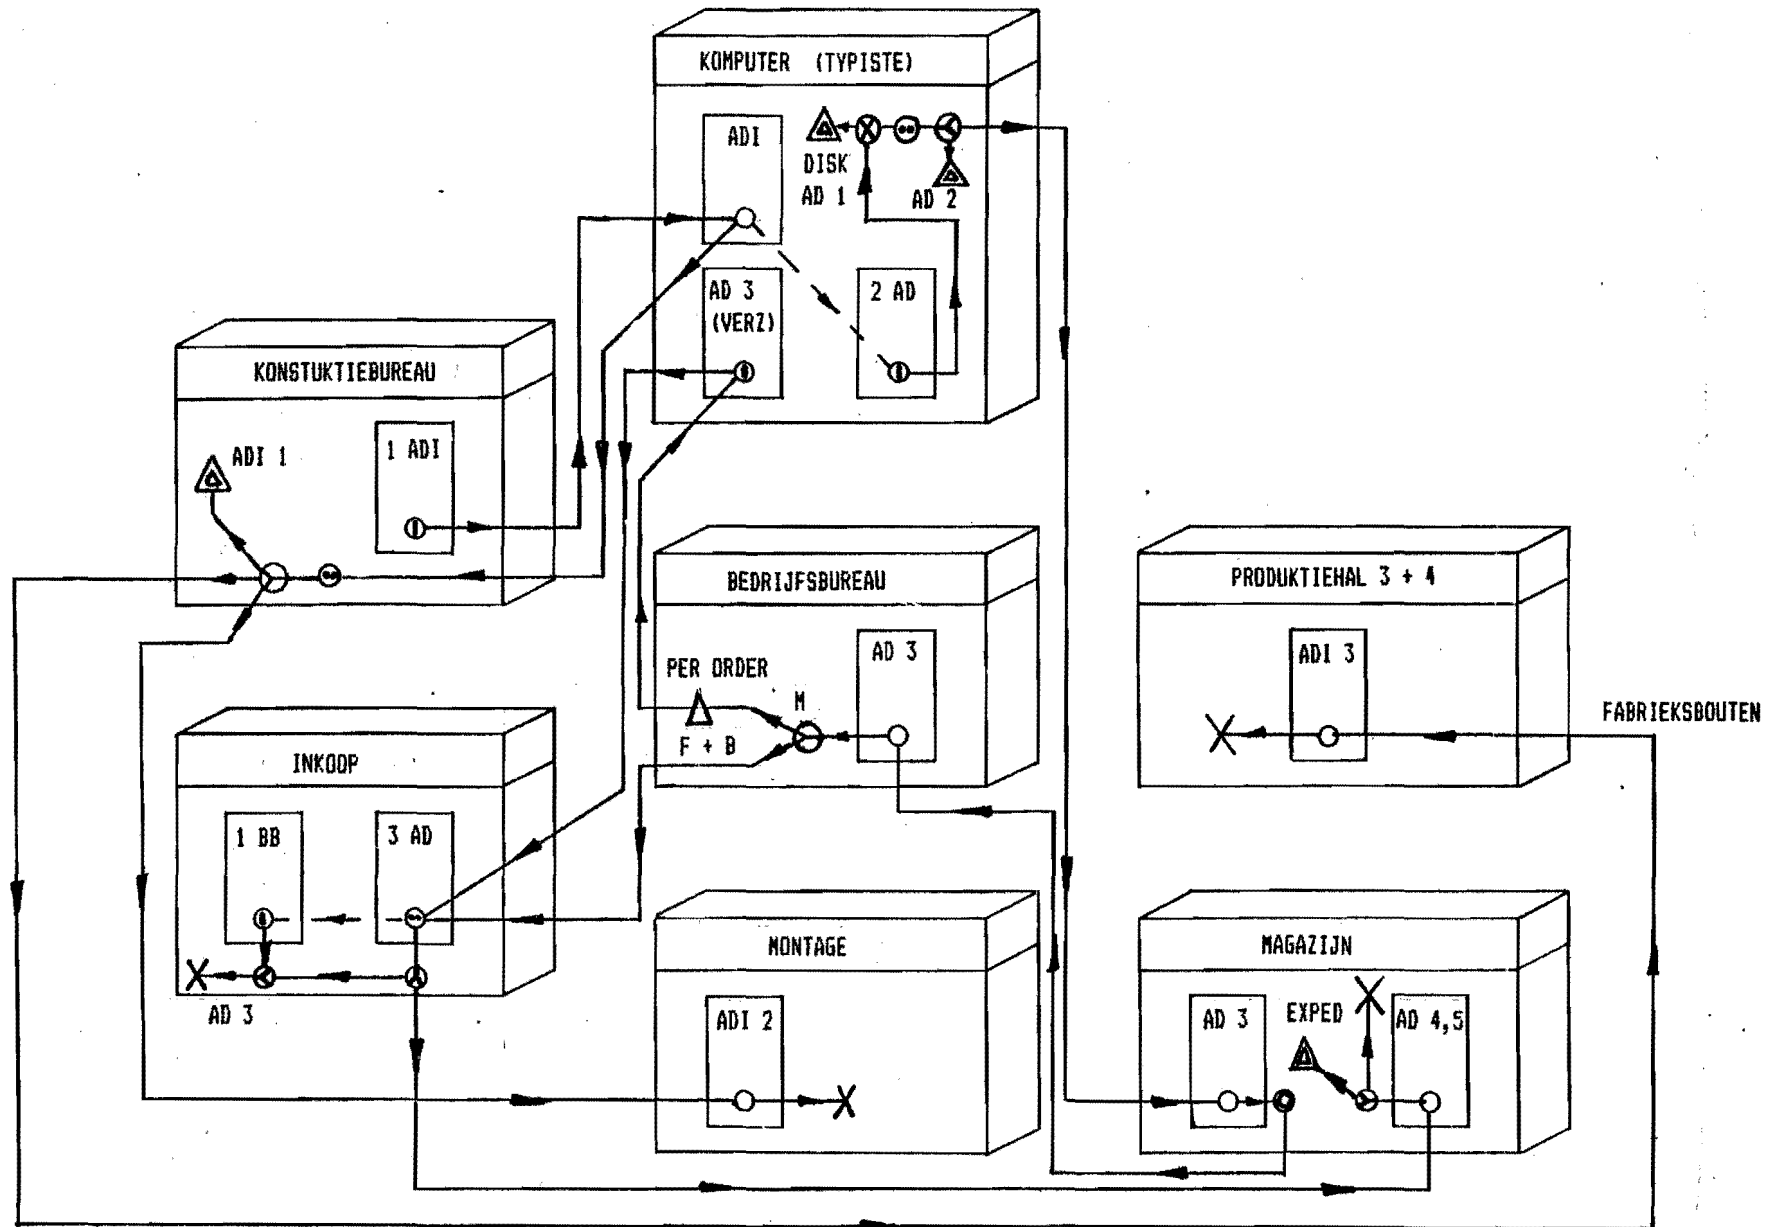 KOMPUTER (TYPISTE)
ADI
DISK
AD 1
AD 2
AD 3
(VERZ)
2 AD
KONSTUKTIEBUREAU
ADI 1
1 ADI
BEDRIJFSBUREAU
AD 3
PER ORDER
M
F + B
PRODUKTIEHAL 3 + 4
ADI 3
FABRIEKSBOUTEN
INKOOP
1 BB
3 AD
AD 3
MONTAGE
ADI 2
MAGAZIJN
AD 3
EXPED
AD 4,5